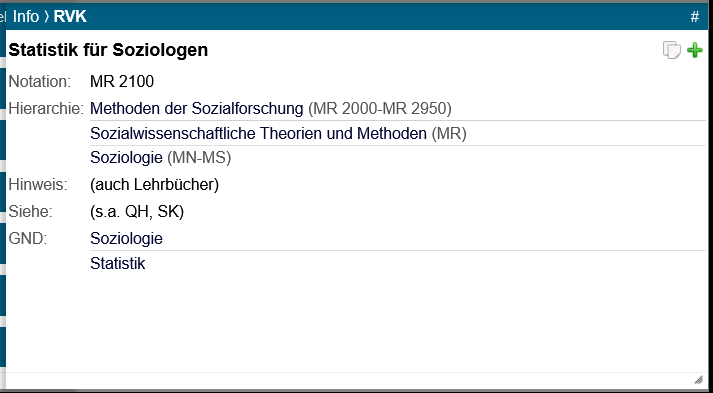 Info ⟩ RVK #
Statistik für Soziologen
Notation: MR 2100
Hierarchie: Methoden der Sozialforschung (MR 2000-MR 2950)
Sozialwissenschaftliche Theorien und Methoden (MR)
Soziologie (MN-MS)
Hinweis: (auch Lehrbücher)
Siehe: (s.a. QH, SK)
GND: Soziologie
Statistik